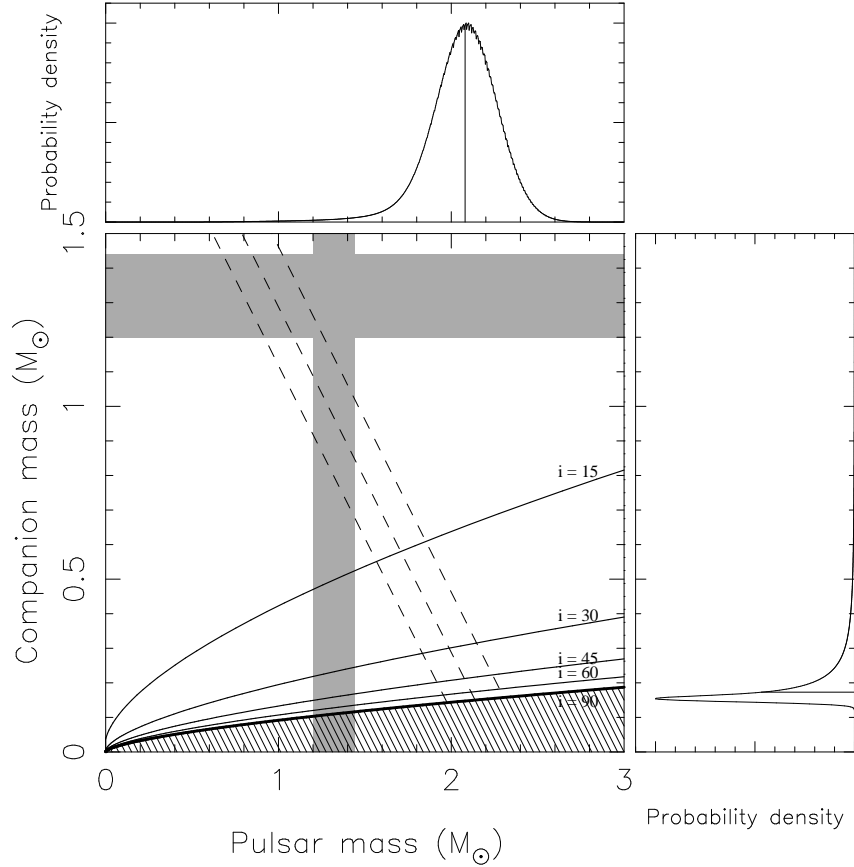 Probability density
1.5
1
0.5
0
Companion mass (M⊙)
i = 15
i = 30
i = 45
i = 60
i = 90
0 1 2 3
Pulsar mass (M⊙)
Probability density